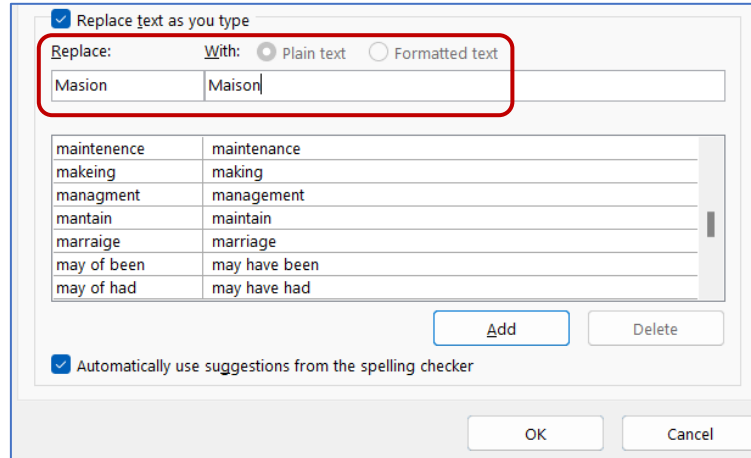 Replace text as you type
Replace: With: Plain text Formatted text
Masion Maison
maintenence maintenance
makeing making
managment management
mantain maintain
marraige marriage
may of been may have been
may of had may have had
Add Delete
Automatically use suggestions from the spelling checker
OK Cancel